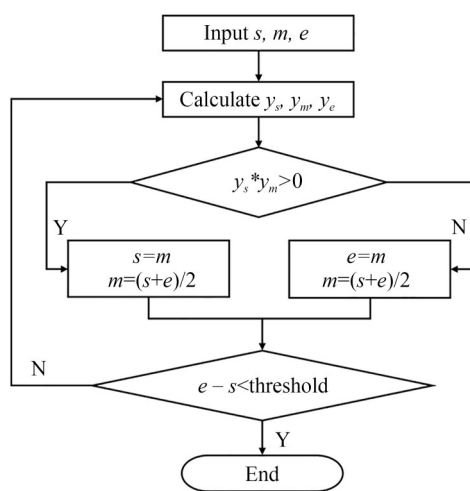 Input s, m, e
Calculate yₛ, yₘ, yₑ
yₛ*yₘ>0
Y
N
s=m
m=(s+e)/2
e=m
m=(s+e)/2
N
e – s<threshold
Y
End